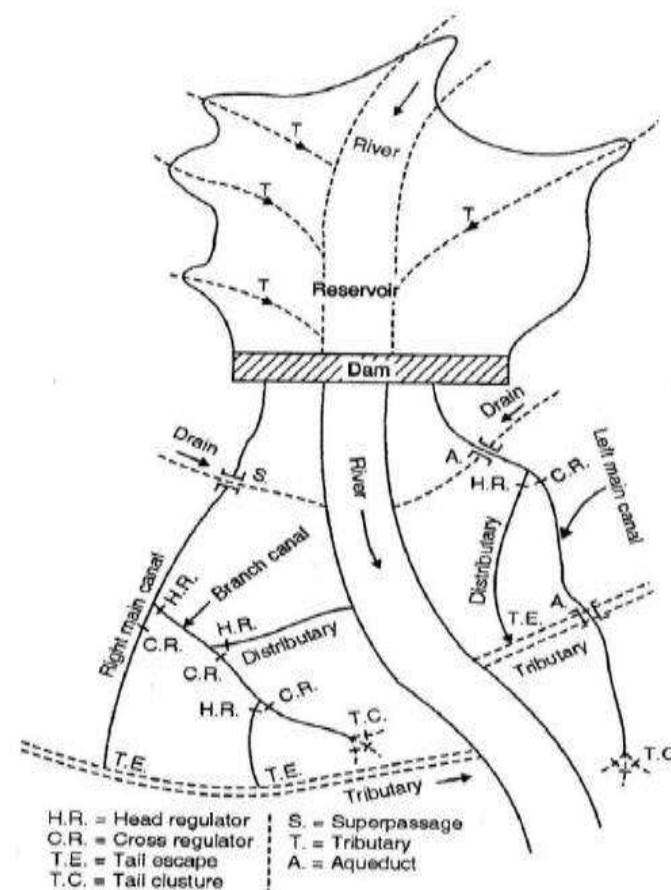 River
T
T
T
T
Reservoir
Dam
Drain
Drain
S.
A.
H.R.
C.R.
River
Left main canal
Distributary
Branch canal
H.R.
Right main canal
C.R.
H.R.
Distributary
C.R.
T.E.
A.
Tributary
C.R.
H.R.
T.C.
T.C
T.E.
T.E.
Tributary
H.R. = Head regulator
C.R. = Cross regulator
T.E. = Tail escape
T.C. = Tail clusture
S. = Superpassage
T. = Tributary
A. = Aqueduct